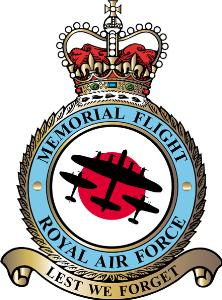 MEMORIAL FLIGHT
ROYAL AIR FORCE
LEST WE FORGET